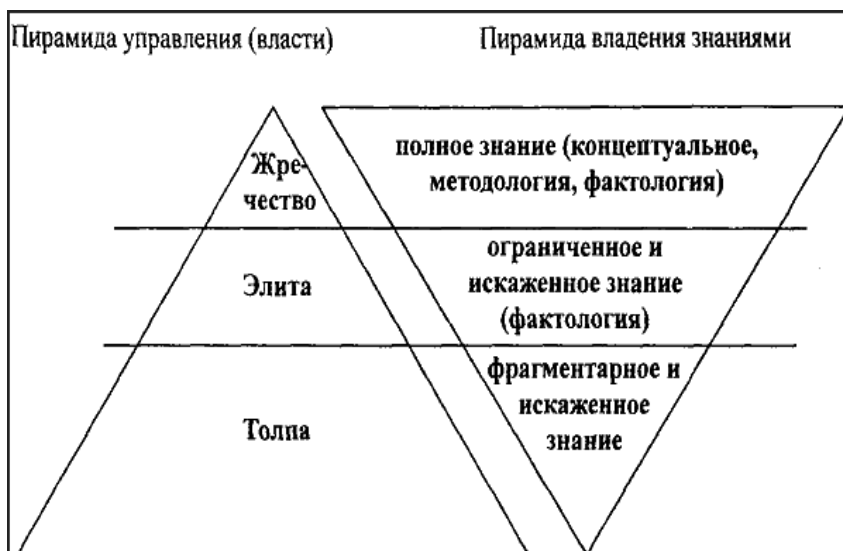 Пирамида управления (власти)
Пирамида владения знаниями
Жре-
чество
полное знание (концептуальное,
методология, фактология)
Элита
ограниченное и
искаженное знание
(фактология)
Толпа
фрагментарное и
искаженное
знание